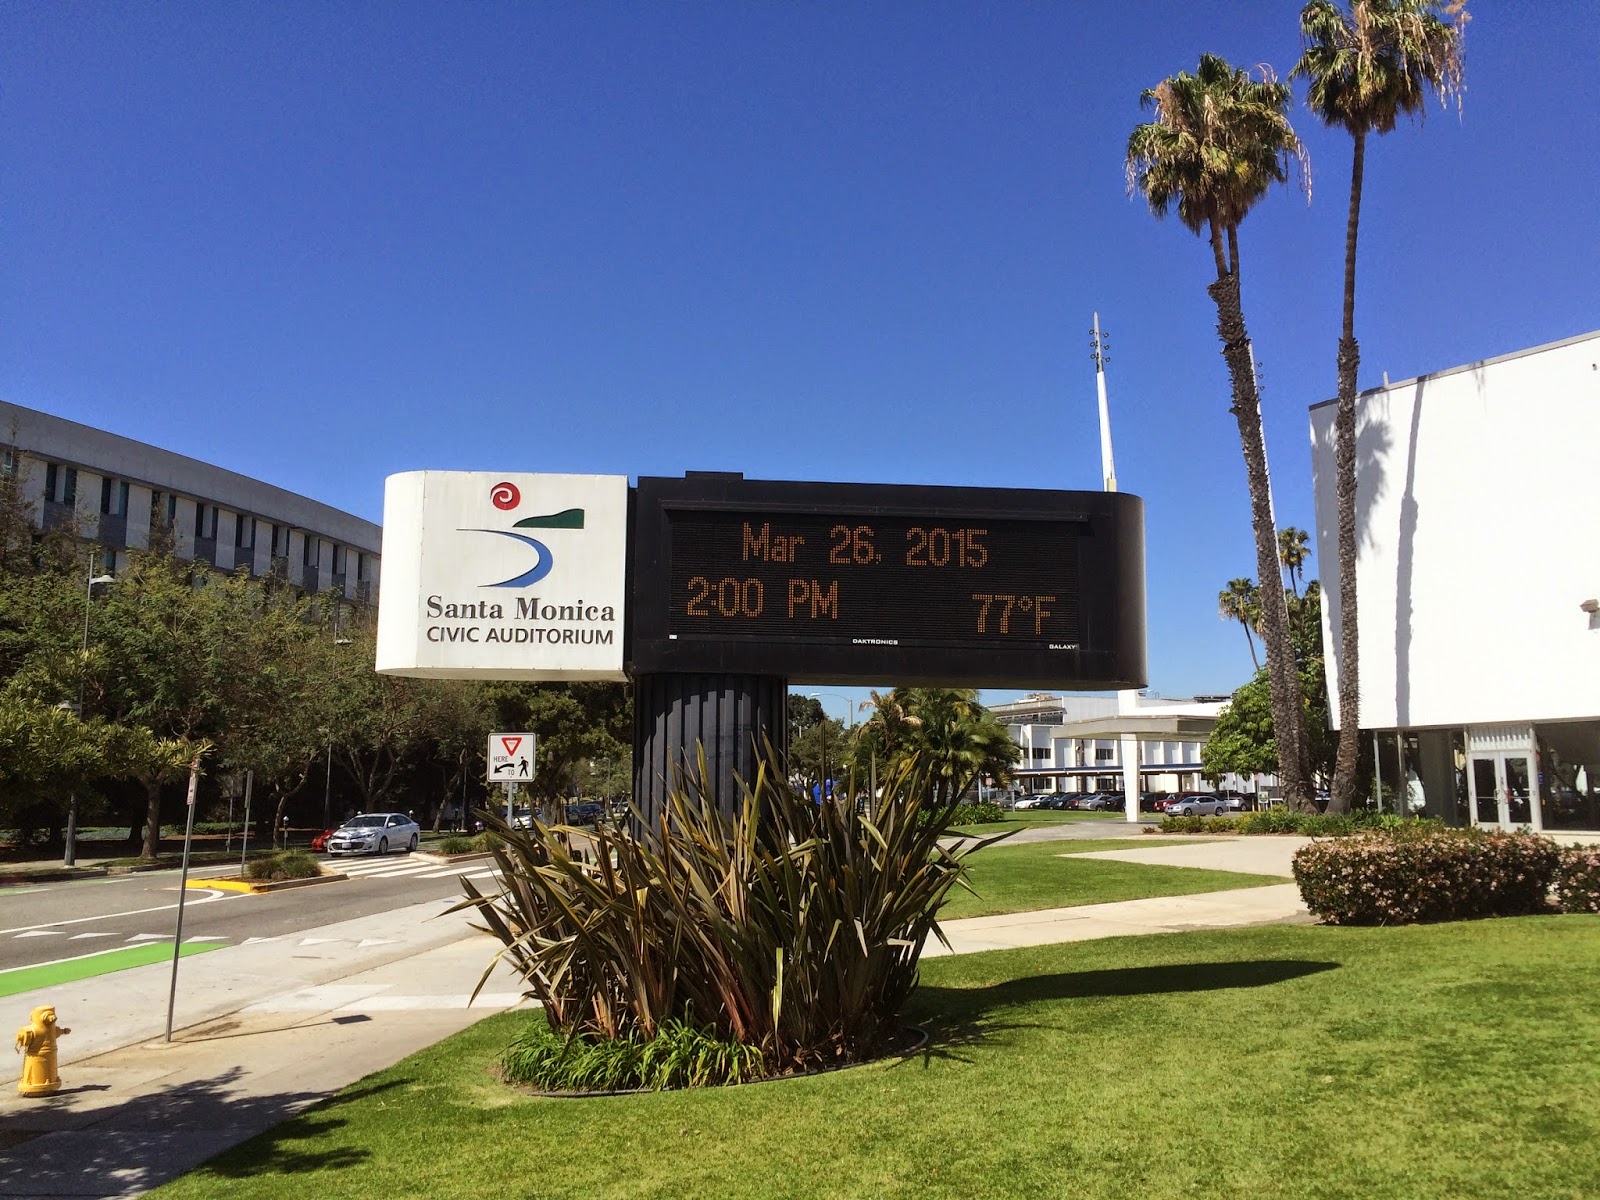 Santa Monica
CIVIC AUDITORIUM
Mar 26, 2015
2:00 PM 77°F
DAKTRONICS
GALAXY
HERE
TO